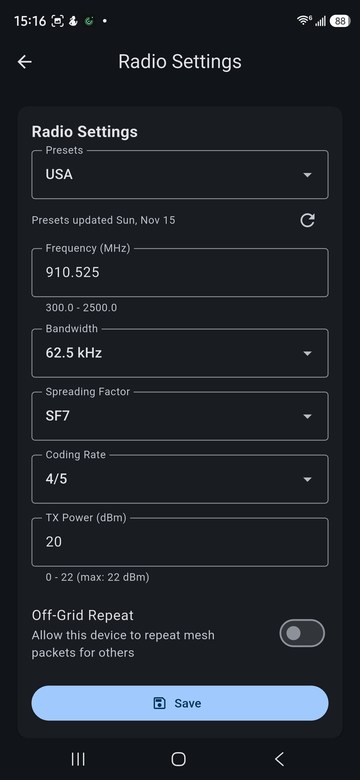 15:16
6
88
Radio Settings
Radio Settings
Presets
USA
Presets updated Sun, Nov 15
Frequency (MHz)
910.525
300.0 - 2500.0
Bandwidth
62.5 kHz
Spreading Factor
SF7
Coding Rate
4/5
TX Power (dBm)
20
0 - 22 (max: 22 dBm)
Off-Grid Repeat
Allow this device to repeat mesh
packets for others
Save